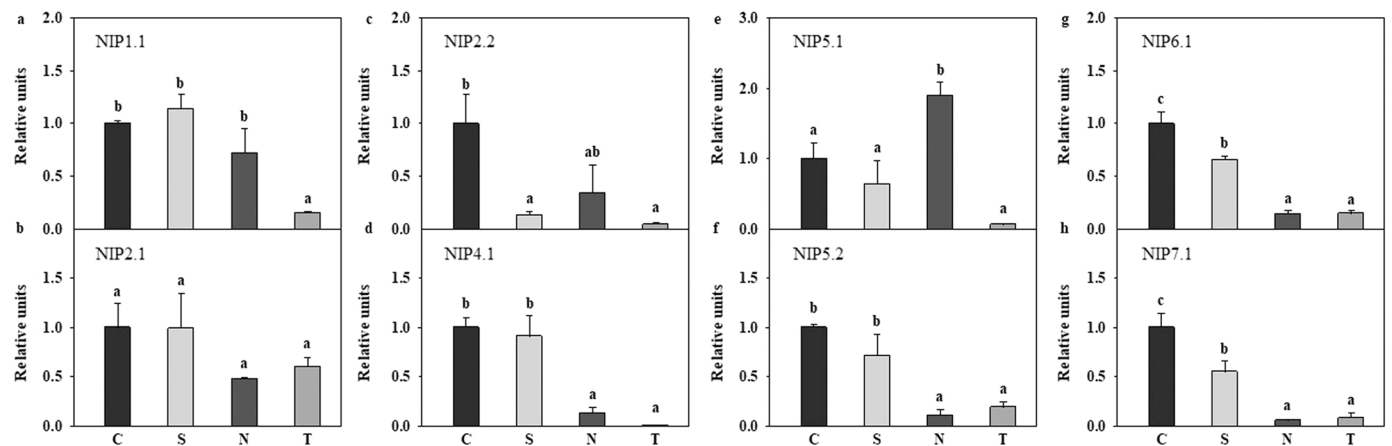 a
2.0
NIP1.1
b
b
b
a
1.5
1.0
0.5
0.0
Relative units
b
NIP2.1
a
a
a
a
1.5
1.0
0.5
0.0
Relative units
C S N T
c
2.0
NIP2.2
b
a
ab
a
1.5
1.0
0.5
0.0
Relative units
d
NIP4.1
b
b
a
a
1.5
1.0
0.5
0.0
Relative units
C S N T
e
3.0
NIP5.1
a
a
b
a
2.0
1.0
0.0
Relative units
f
NIP5.2
b
b
a
a
1.5
1.0
0.5
0.0
Relative units
C S N T
g
2.0
NIP6.1
c
b
a
a
1.5
1.0
0.5
0.0
Relative units
h
NIP7.1
c
b
a
a
1.5
1.0
0.5
0.0
Relative units
C S N T